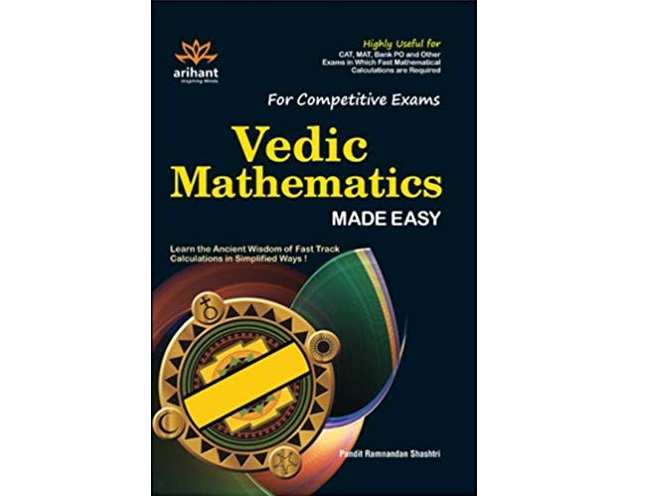 arihant
Inspiring Minds
Highly Useful for
CAT, MAT, Bank PO and Other
Exams in Which Fast Mathematical
Calculations are Required
For Competitive Exams
Vedic
Mathematics
MADE EASY
Learn the Ancient Wisdom of Fast Track
Calculations in Simplified Ways !
Pandit Ramnandan Shashtri